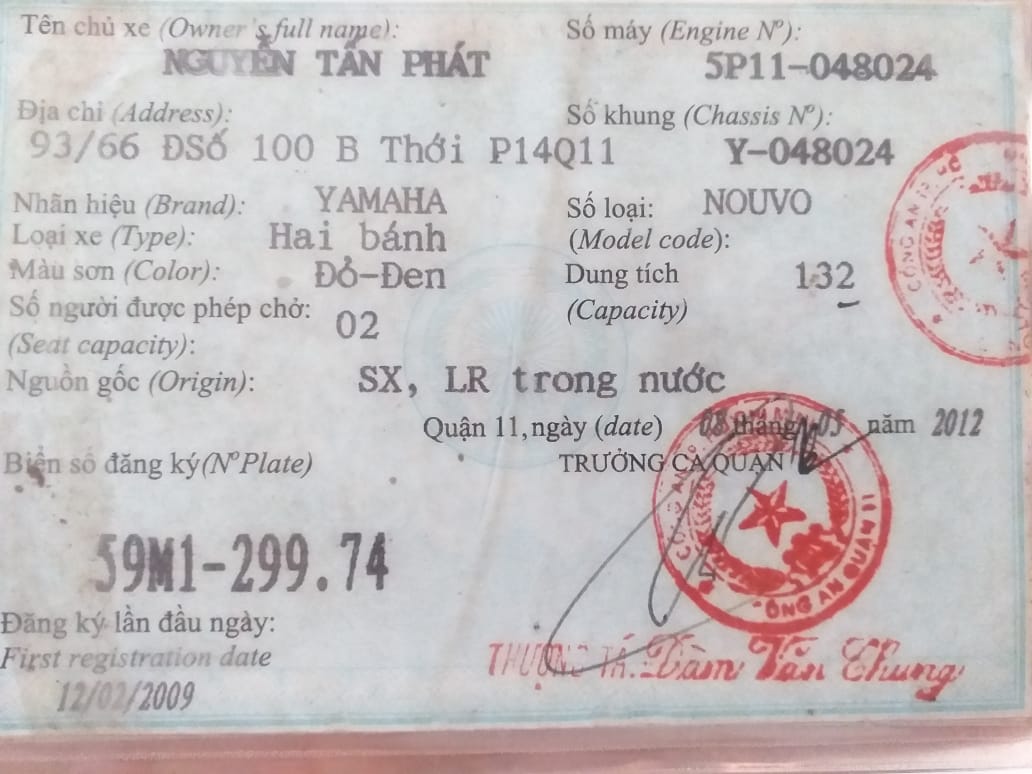 Tên chủ xe (Owner's full name):
NGUYỄN TẤN PHÁT
Số máy (Engine Nº):
5P11-048024
Địa chỉ (Address):
93/66 ĐSố 100 B Thới P14Q11
Số khung (Chassis Nº):
Y-048024
Nhãn hiệu (Brand): YAMAHA
Số loại: NOUVO
(Model code):
Loại xe (Type): Hai bánh
Màu sơn (Color): Đỏ-Đen
Dung tích 132
(Capacity)
Số người được phép chở: 02
(Seat capacity):
Nguồn gốc (Origin): SX, LR trong nước
Quận 11, ngày (date) 08 tháng 05 năm 2012
TRƯỞNG CA QUẬN
Biển số đăng ký(NºPlate)
59M1-299.74
CÔNG AN QUẬN 11
Đăng ký lần đầu ngày:
First registration date
12/02/2009
THƯỢNG TÁ. Đàm Văn Chung
CÔNG AN